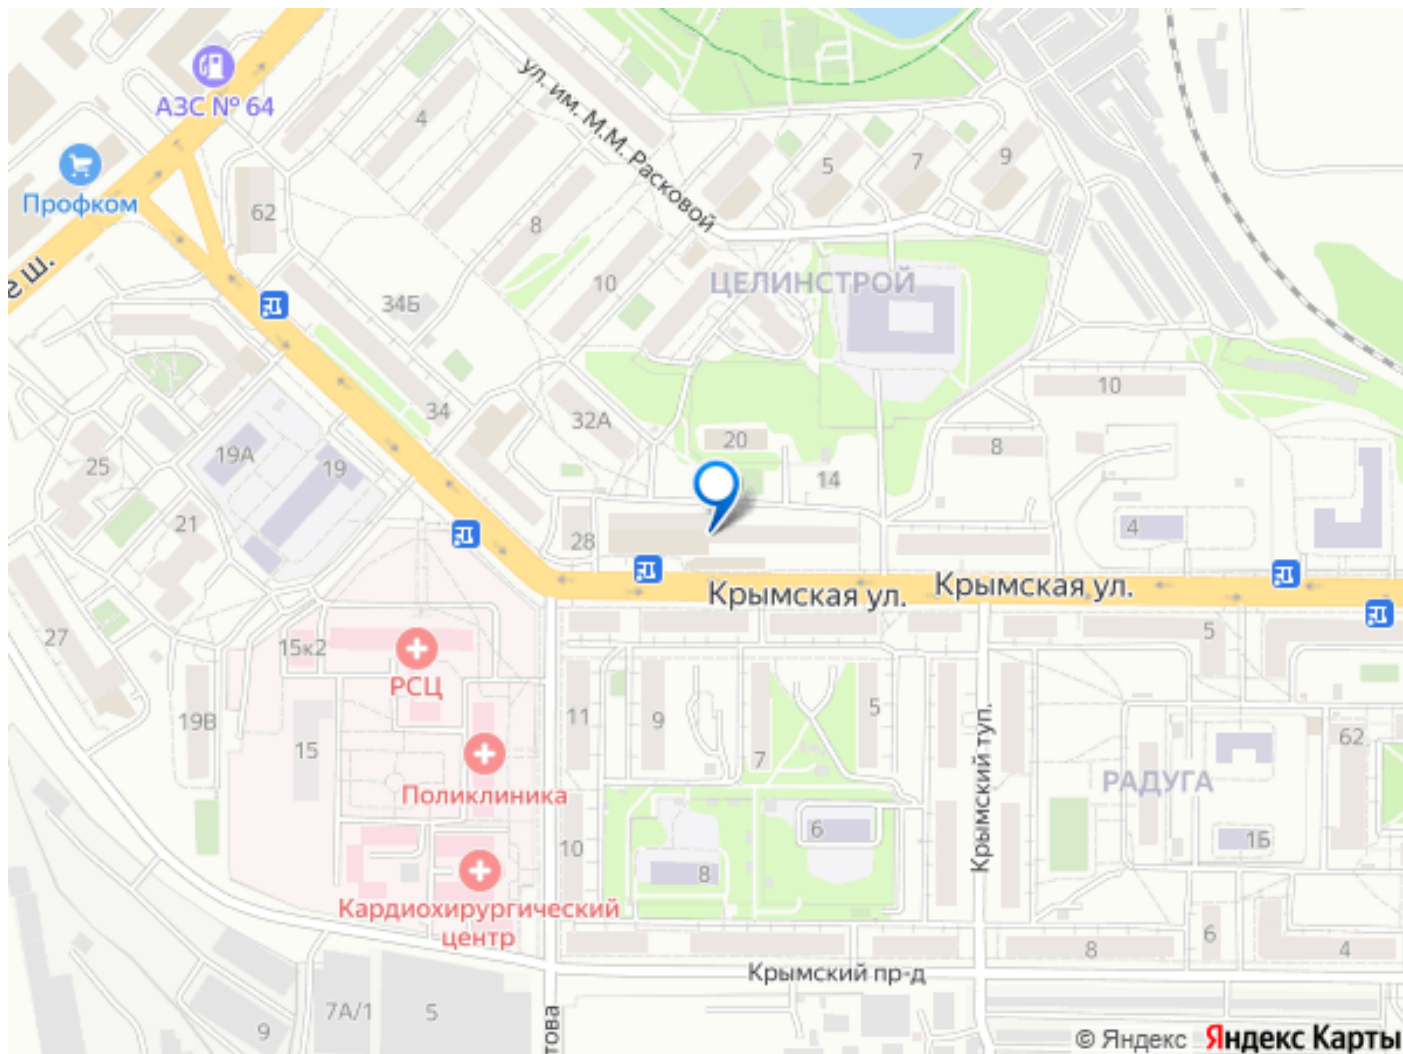 АЗС № 64
Профком
е ш.
ул. им. М.М. Расковой
4
5
7
9
62
8
10
ЦЕЛИНСТРОЙ
34Б
34
32А
20
14
10
8
4
25
19А
19
21
28
Крымская ул.
Крымская ул.
27
15к2
РСЦ
19В
15
11
9
7
5
5
62
Поликлиника
Крымский туп.
РАДУГА
1Б
10
6
8
Кардиохирургический
центр
8
6
4
Крымский пр-д
7А/1
5
9
това
© Яндекс Яндекс Карты